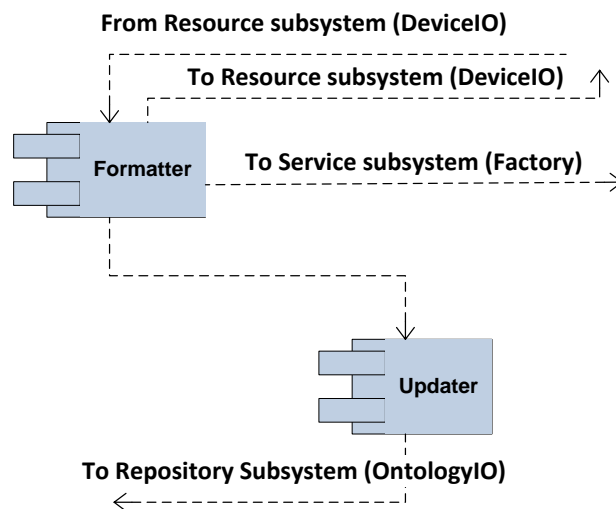 From Resource subsystem (DeviceIO)
To Resource subsystem (DeviceIO)
Formatter
To Service subsystem (Factory)
Updater
To Repository Subsystem (OntologyIO)